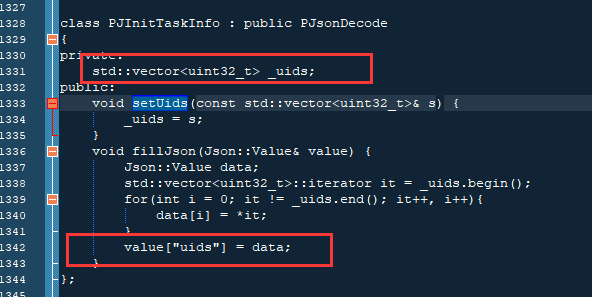 1327
1328 class PJInitTaskInfo : public PJsonDecode
1329 {
1330 private:
1331 std::vector<uint32_t> _uids;
1332 public:
1333 void setUids(const std::vector<uint32_t>& s) {
1334 _uids = s;
1335 }
1336 void fillJson(Json::Value& value) {
1337 Json::Value data;
1338 std::vector<uint32_t>::iterator it = _uids.begin();
1339 for(int i = 0; it != _uids.end(); it++, i++){
1340 data[i] = *it;
1341 }
1342 value["uids"] = data;
1343 }
1344 };
1345